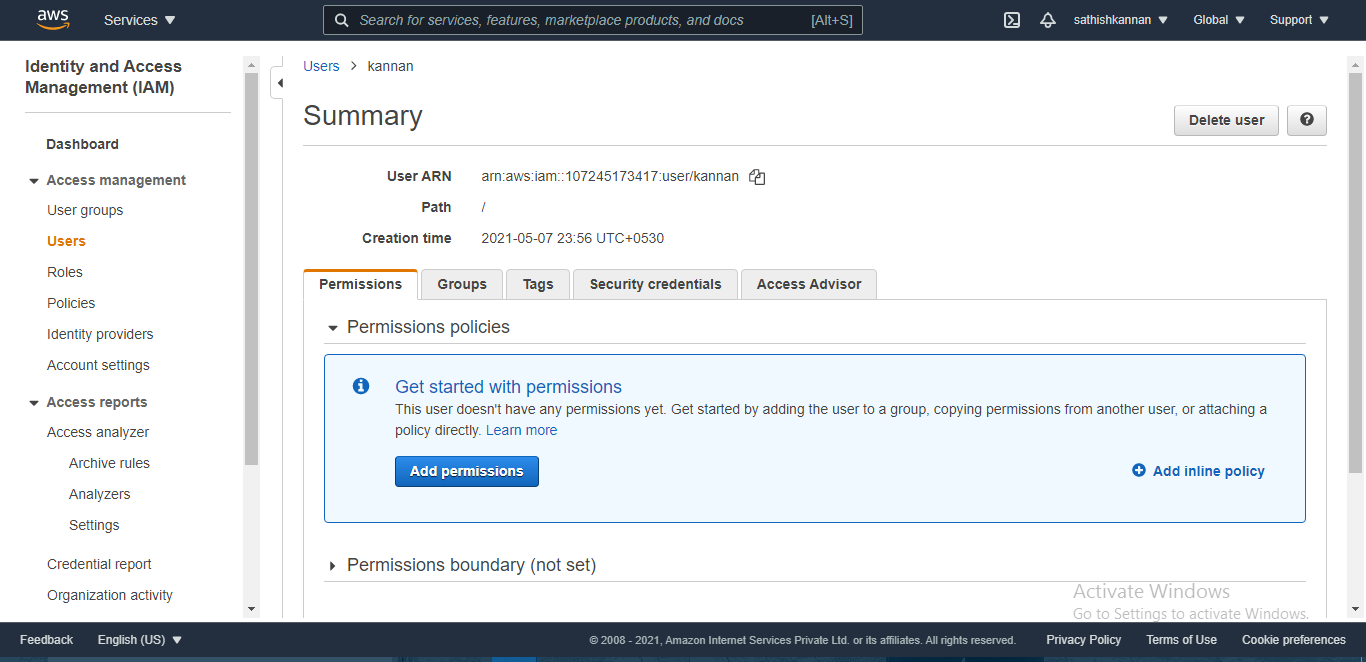 aws
Services
Search for services, features, marketplace products, and docs [Alt+S]
sathishkannan
Global
Support
Identity and Access
Management (IAM)
Dashboard
Access management
User groups
Users
Roles
Policies
Identity providers
Account settings
Access reports
Access analyzer
Archive rules
Analyzers
Settings
Credential report
Organization activity
Users > kannan
Summary
Delete user
User ARN arn:aws:iam::107245173417:user/kannan
Path /
Creation time 2021-05-07 23:56 UTC+0530
Permissions Groups Tags Security credentials Access Advisor
Permissions policies
Get started with permissions
This user doesn't have any permissions yet. Get started by adding the user to a group, copying permissions from another user, or attaching a
policy directly. Learn more
Add permissions
Add inline policy
Permissions boundary (not set)
Activate Windows
Go to Settings to activate Windows.
Feedback English (US) © 2008 - 2021, Amazon Internet Services Private Ltd. or its affiliates. All rights reserved. Privacy Policy Terms of Use Cookie preferences